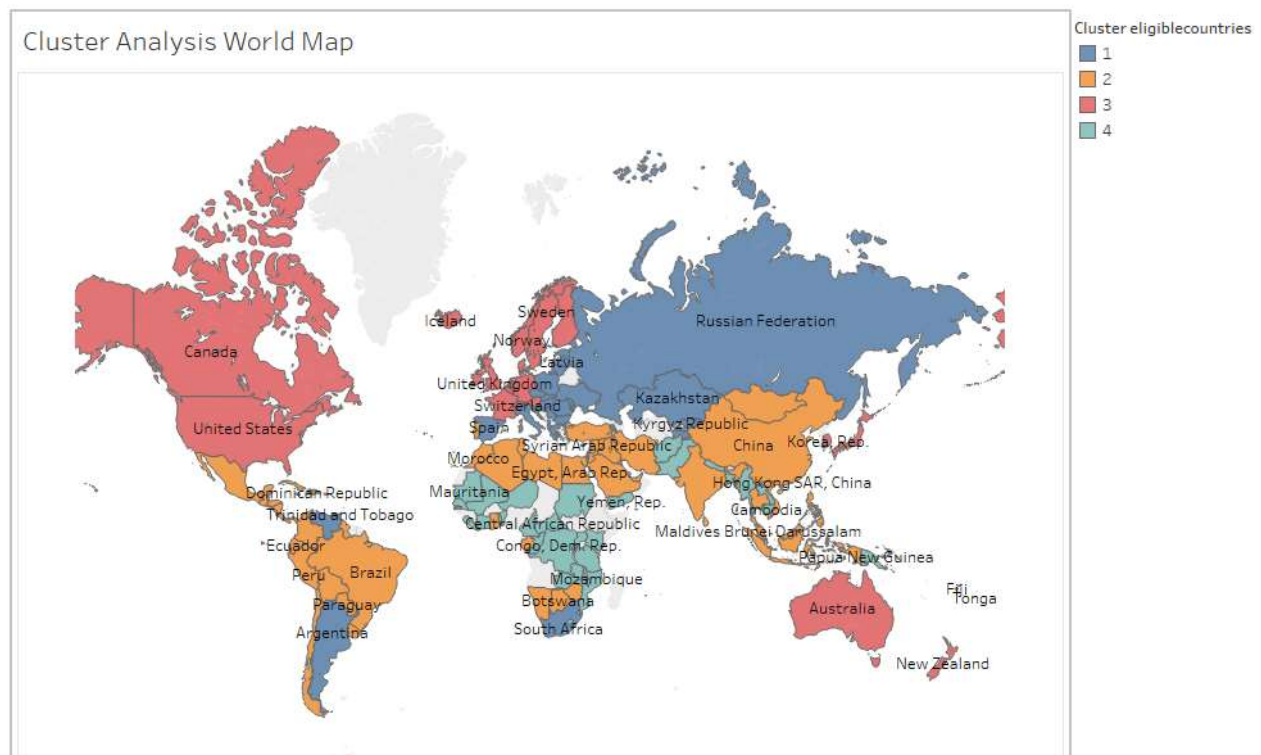 Cluster Analysis World Map
Cluster eligiblecountries
1
2
3
4
Iceland
Sweden
Norway
Russian Federation
Canada
Latvia
United Kingdom
Kazakhstan
Switzerland
United States
Spain
Kyrgyz Republic
Syrian Arab Republic
China
Korea, Rep.
Morocco
Egypt, Arab Rep.
Dominican Republic
Mauritania
Yemen, Rep.
Hong Kong SAR, China
Trinidad and Tobago
Cambodia
Central African Republic
Maldives
Brunei Darussalam
Ecuador
Congo, Dem. Rep.
Papua New Guinea
Peru
Brazil
Mozambique
Fiji
Tonga
Paraguay
Botswana
Australia
Argentina
South Africa
New Zealand